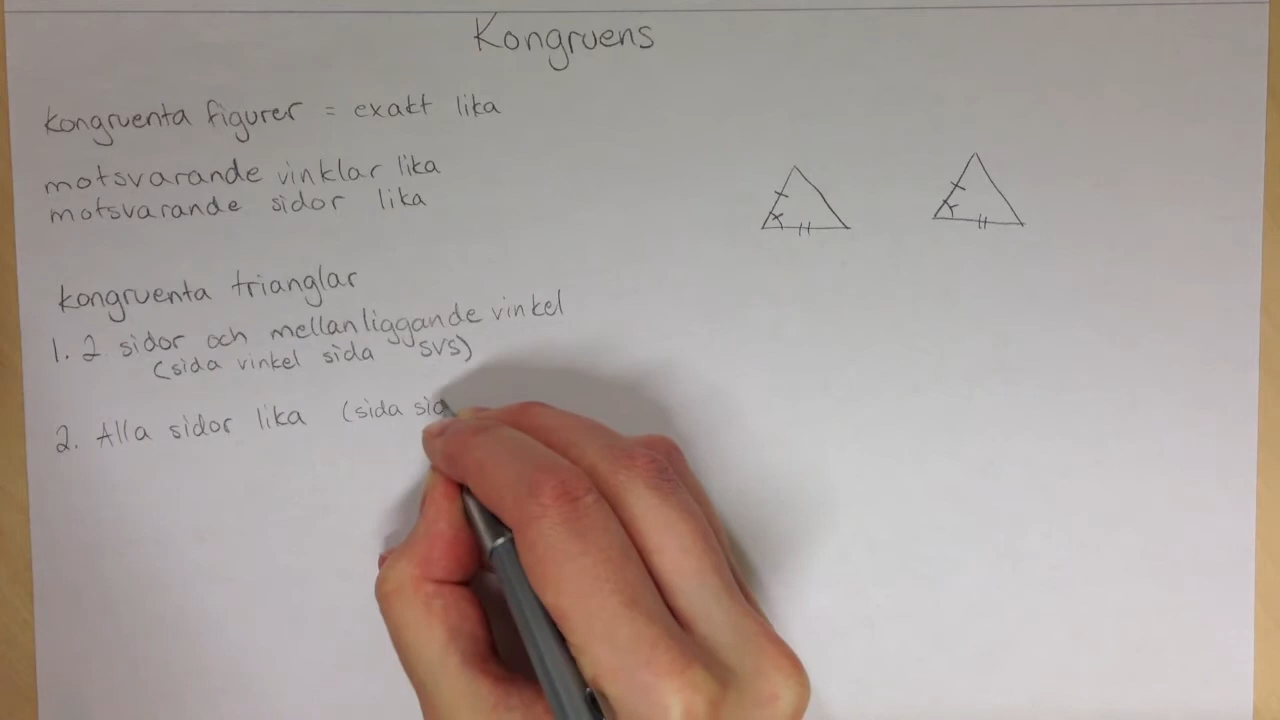 Kongruens
kongruenta figurer = exakt lika
motsvarande vinklar lika
motsvarande sidor lika
kongruenta trianglar
1. 2 sidor och mellanliggande vinkel
(sida vinkel sida SVS)
2. Alla sidor lika (sida sid